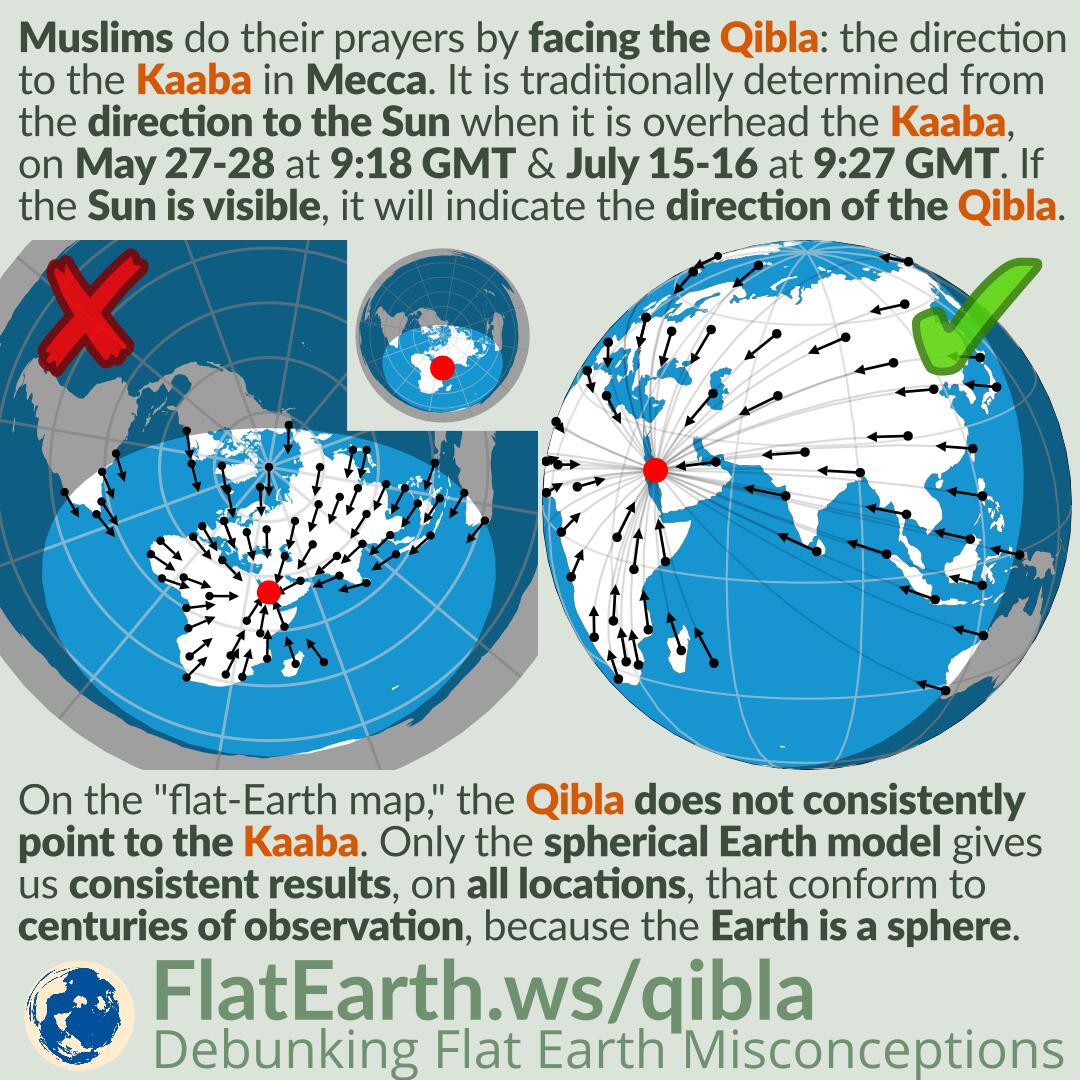 Muslims do their prayers by facing the Qibla: the direction
to the Kaaba in Mecca. It is traditionally determined from
the direction to the Sun when it is overhead the Kaaba,
on May 27-28 at 9:18 GMT & July 15-16 at 9:27 GMT. If
the Sun is visible, it will indicate the direction of the Qibla.
On the "flat-Earth map," the Qibla does not consistently
point to the Kaaba. Only the spherical Earth model gives
us consistent results, on all locations, that conform to
centuries of observation, because the Earth is a sphere.
FlatEarth.ws/qibla
Debunking Flat Earth Misconceptions